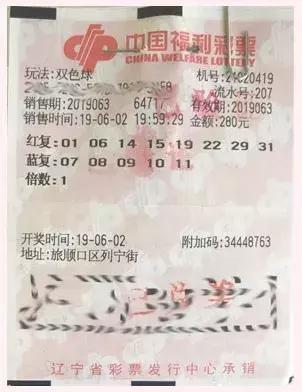 中国福利彩票
CHINA WELFARE LOTTERY
玩法:双色球 机号:21020419
流水号:207
销售期:2019063 64717 有效期:2019063
销售时间:19-06-02 19:59:29 金额:280元
红复:01 06 14 15 19 22 29 31
蓝复:07 08 09 10 11
倍数:1
开奖时间:19-06-02 附加码:34448763
地址:旅顺口区列宁街
辽宁省彩票发行中心承销